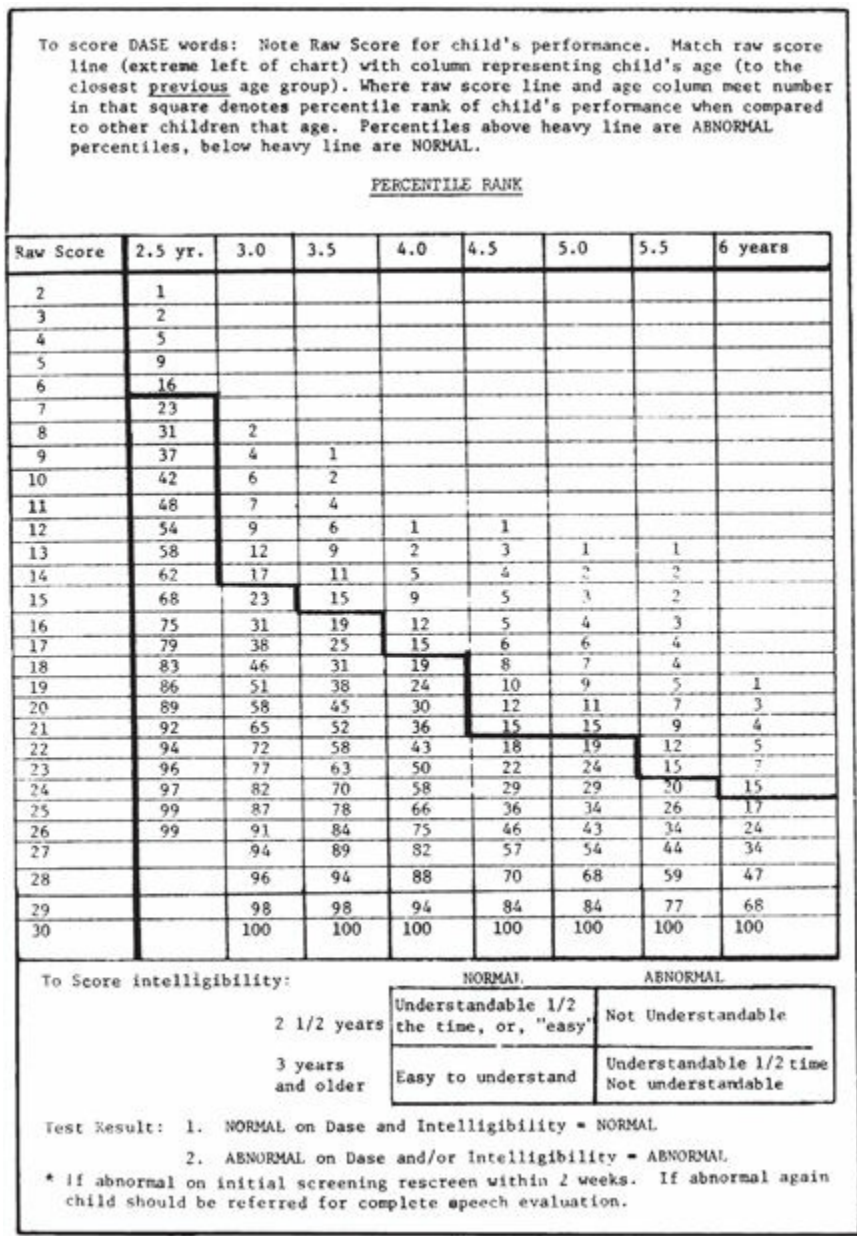 To score DASE words: Note Raw Score for child's performance. Match raw score
line (extreme left of chart) with column representing child's age (to the
closest previous age group). Where raw score line and age column meet number
in that square denotes percentile rank of child's performance when compared
to other children that age. Percentiles above heavy line are ABNORMAL
percentiles, below heavy line are NORMAL.
PERCENTILE RANK
Raw Score 2.5 yr. 3.0 3.5 4.0 4.5 5.0 5.5 6 years
2 1
3 2
4 5
5 9
6 16
7 23
8 31 2
9 37 4 1
10 42 6 2
11 48 7 4
12 54 9 6 1 1
13 58 12 9 2 3 1 1
14 62 17 11 5 4 2 2
15 68 23 15 9 5 3 2
16 75 31 19 12 5 4 3
17 79 38 25 15 6 6 4
18 83 46 31 19 8 7 4
19 86 51 38 24 10 9 5 1
20 89 58 45 30 12 11 7 3
21 92 65 52 36 15 15 9 4
22 94 72 58 43 18 19 12 5
23 96 77 63 50 22 24 15 7
24 97 82 70 58 29 29 20 15
25 99 87 78 66 36 34 26 17
26 99 91 84 75 46 43 34 24
27 94 89 82 57 54 44 34
28 96 94 88 70 68 59 47
29 98 98 94 84 84 77 68
30 100 100 100 100 100 100 100
To Score intelligibility: NORMAL ABNORMAL
2 1/2 years Understandable 1/2 the time, or, "easy" Not Understandable
3 years and older Easy to understand Understandable 1/2 time Not understandable
Test Result: 1. NORMAL on Dase and Intelligibility = NORMAL
2. ABNORMAL on Dase and/or Intelligibility = ABNORMAL
* If abnormal on initial screening rescreen within 2 weeks. If abnormal again
child should be referred for complete speech evaluation.